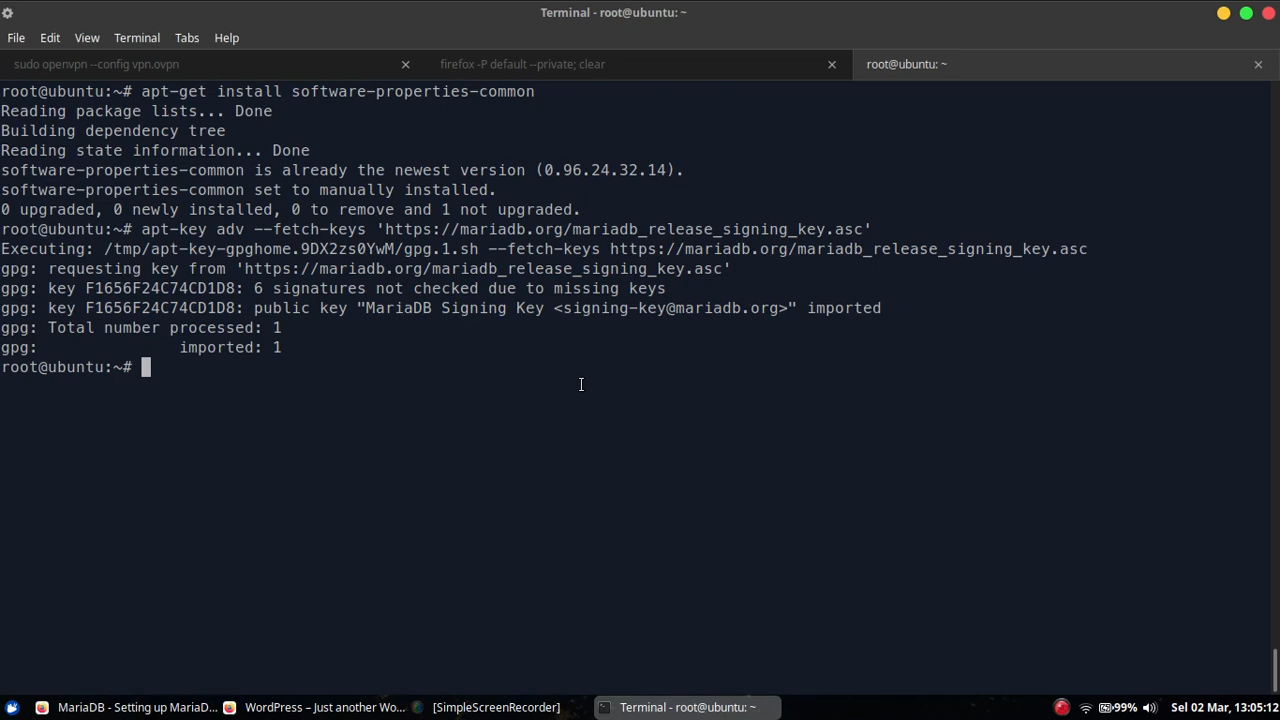 Terminal - root@ubuntu: ~
File Edit View Terminal Tabs Help
sudo openvpn --config vpn.ovpn
firefox -P default --private; clear
root@ubuntu: ~
root@ubuntu:~# apt-get install software-properties-common
Reading package lists... Done
Building dependency tree
Reading state information... Done
software-properties-common is already the newest version (0.96.24.32.14).
software-properties-common set to manually installed.
0 upgraded, 0 newly installed, 0 to remove and 1 not upgraded.
root@ubuntu:~# apt-key adv --fetch-keys 'https://mariadb.org/mariadb_release_signing_key.asc'
Executing: /tmp/apt-key-gpghome.9DX2zs0YwM/gpg.1.sh --fetch-keys https://mariadb.org/mariadb_release_signing_key.asc
gpg: requesting key from 'https://mariadb.org/mariadb_release_signing_key.asc'
gpg: key F1656F24C74CD1D8: 6 signatures not checked due to missing keys
gpg: key F1656F24C74CD1D8: public key "MariaDB Signing Key <signing-key@mariadb.org>" imported
gpg: Total number processed: 1
gpg:               imported: 1
root@ubuntu:~#
MariaDB - Setting up MariaD... WordPress – Just another Wo... [SimpleScreenRecorder] Terminal - root@ubuntu: ~ 99% Sel 02 Mar, 13:05:12